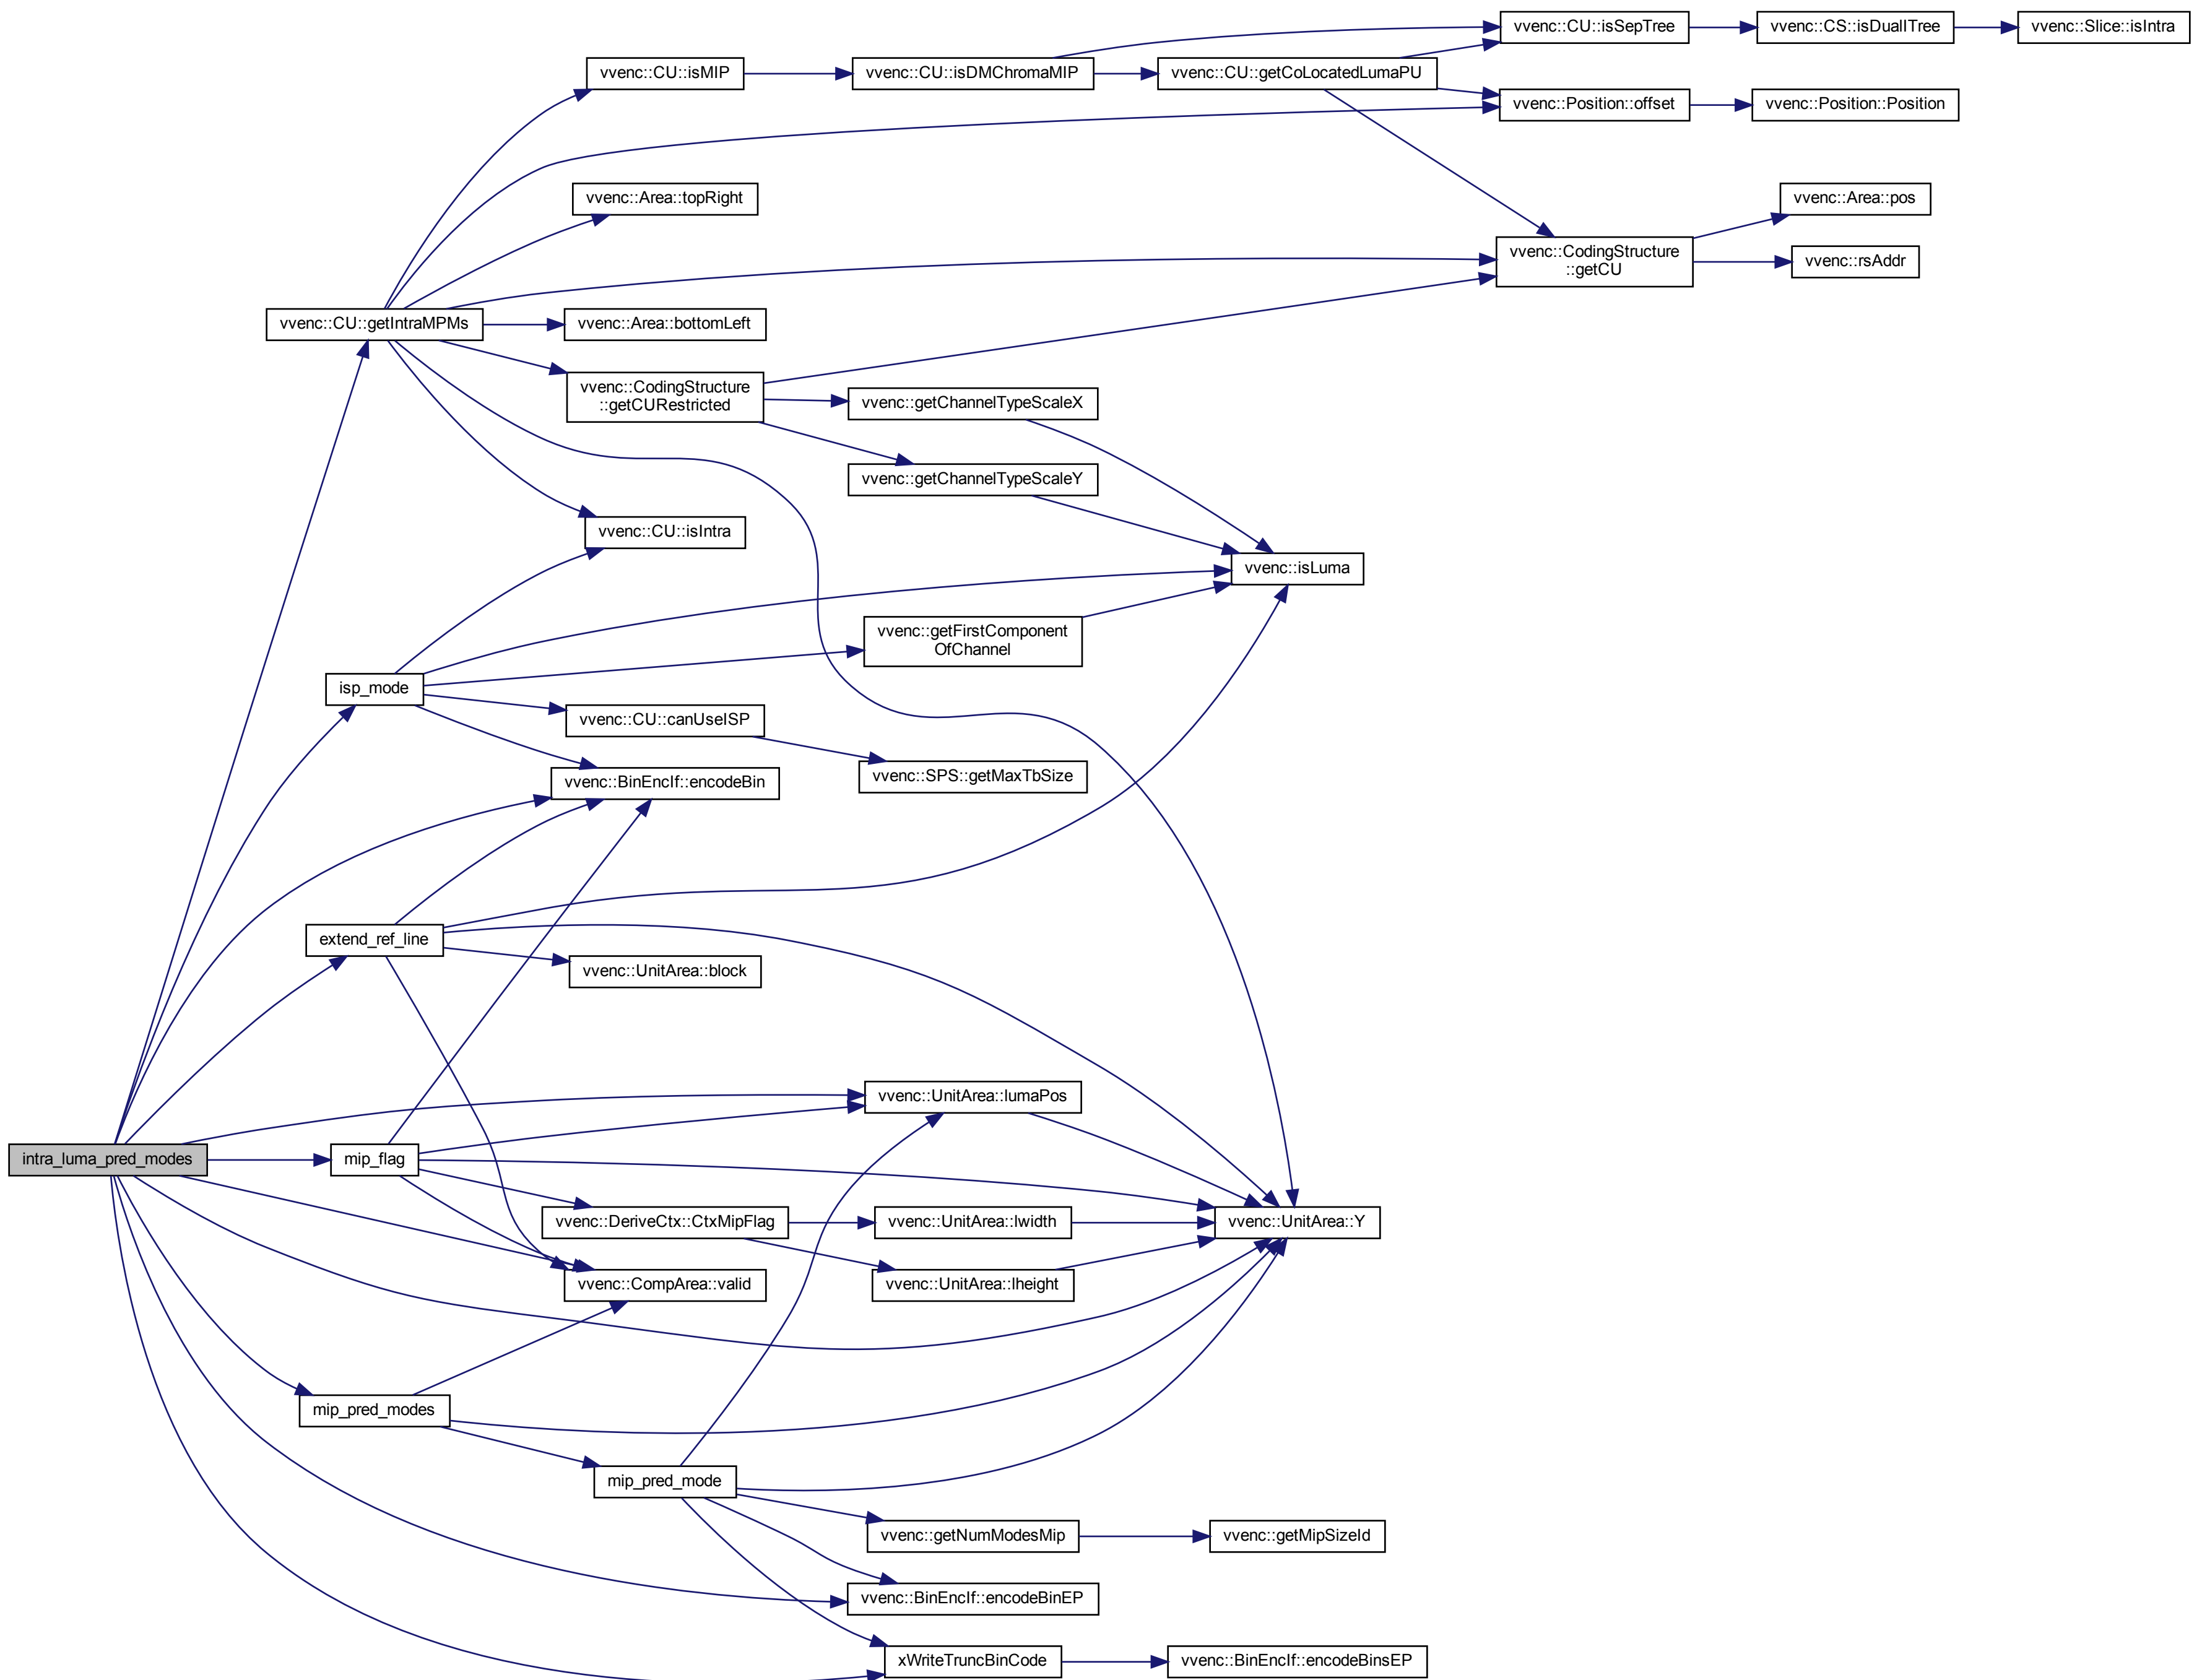 vvenc::CU::isSepTree
vvenc::CS::isDualITree
vvenc::Slice::isIntra
vvenc::CU::isMIP
vvenc::CU::isDMChromaMIP
vvenc::CU::getCoLocatedLumaPU
vvenc::Position::offset
vvenc::Position::Position
vvenc::Area::topRight
vvenc::Area::pos
vvenc::CodingStructure
::getCU
vvenc::rsAddr
vvenc::CU::getIntraMPMs
vvenc::Area::bottomLeft
vvenc::CodingStructure
::getCURestricted
vvenc::getChannelTypeScaleX
vvenc::getChannelTypeScaleY
vvenc::CU::isIntra
vvenc::isLuma
vvenc::getFirstComponent
OfChannel
isp_mode
vvenc::CU::canUseISP
vvenc::SPS::getMaxTbSize
vvenc::BinEncIf::encodeBin
extend_ref_line
vvenc::UnitArea::block
vvenc::UnitArea::lumaPos
intra_luma_pred_modes
mip_flag
vvenc::DeriveCtx::CtxMipFlag
vvenc::UnitArea::lwidth
vvenc::UnitArea::Y
vvenc::CompArea::valid
vvenc::UnitArea::lheight
mip_pred_modes
mip_pred_mode
vvenc::getNumModesMip
vvenc::getMipSizeId
vvenc::BinEncIf::encodeBinEP
xWriteTruncBinCode
vvenc::BinEncIf::encodeBinsEP